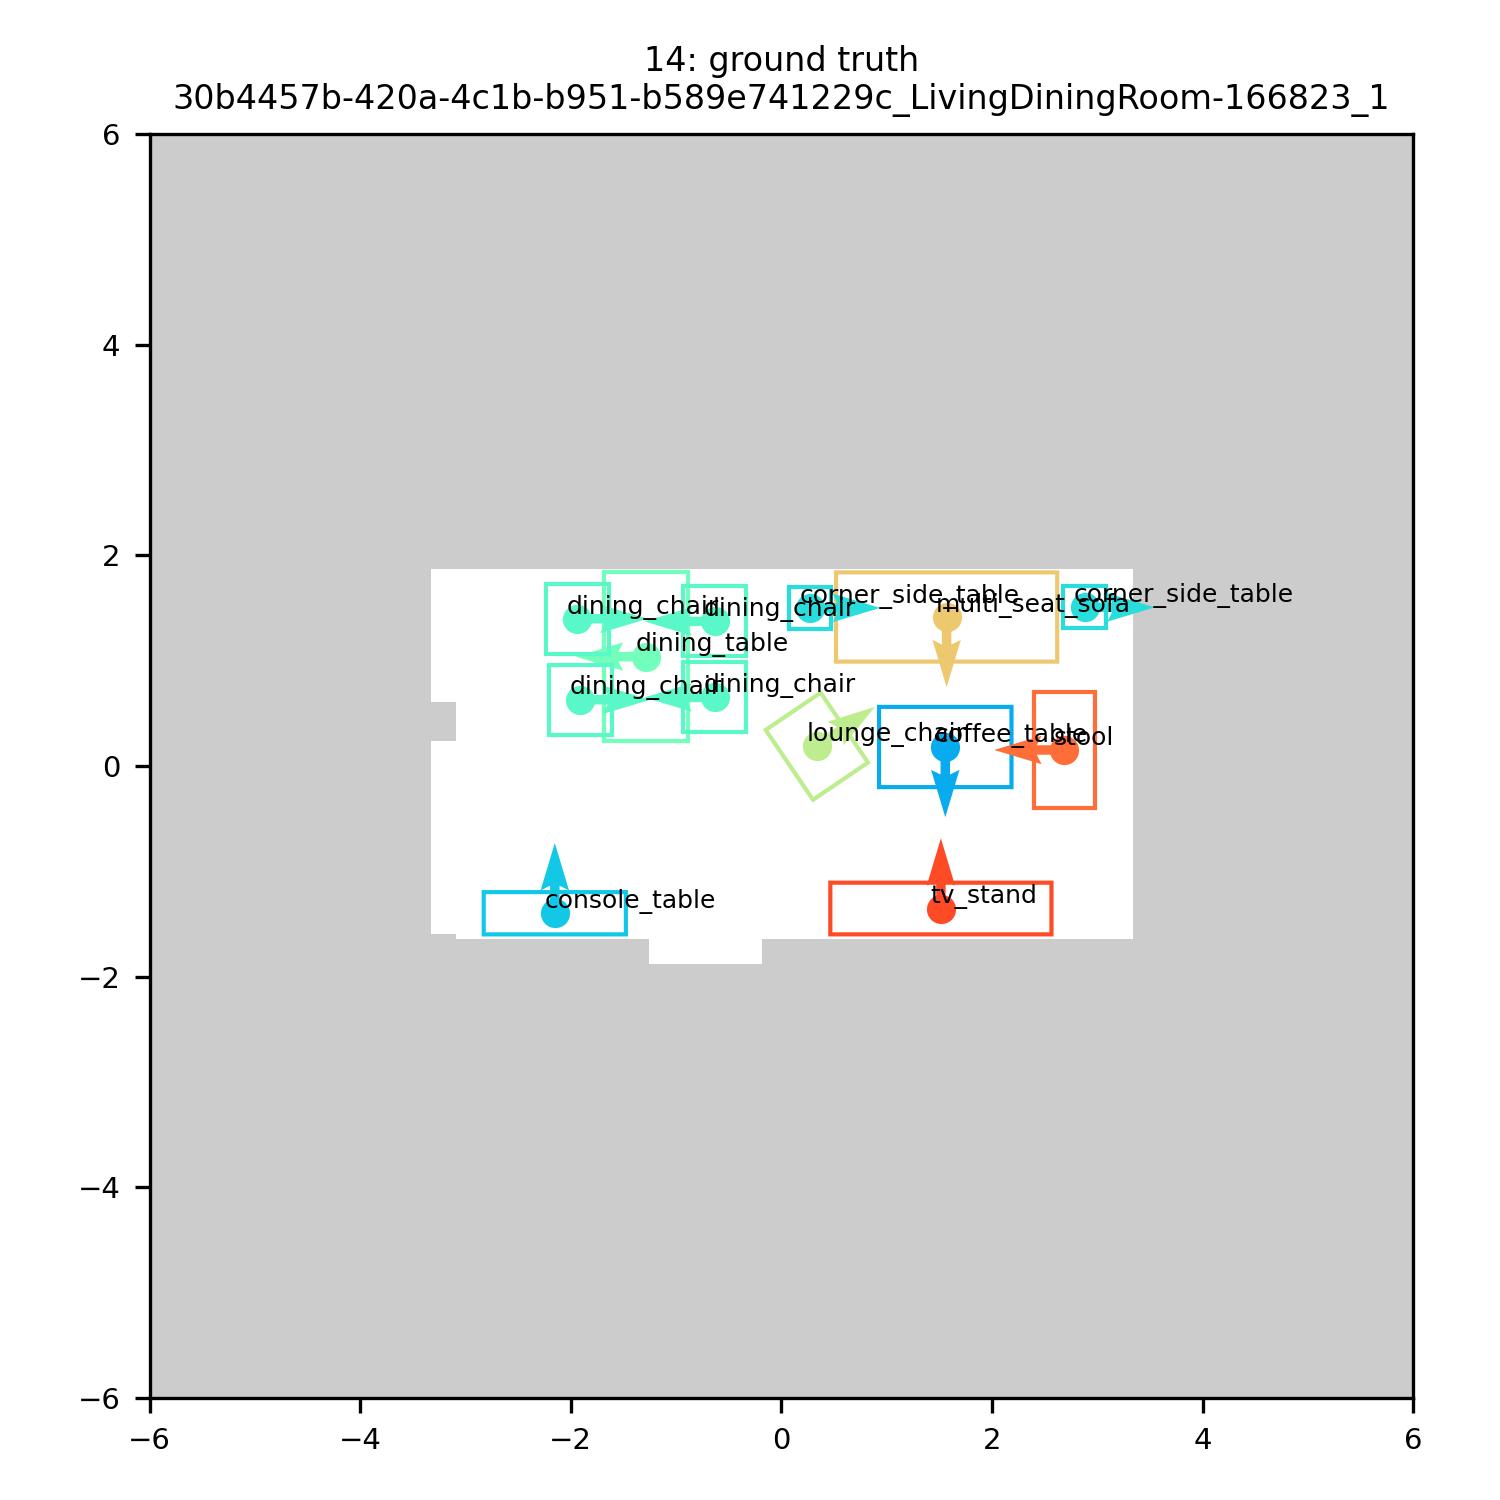 14: ground truth
30b4457b-420a-4c1b-b951-b589e741229c_LivingDiningRoom-166823_1
6
4
2
0
−2
−4
−6
−6
−4
−2
0
2
4
6
corner_side_table
corner_side_table
multi_seat_sofa
dining_chair
dining_chair
dining_table
dining_chair
dining_chair
lounge_chair
coffee_table
stool
console_table
tv_stand